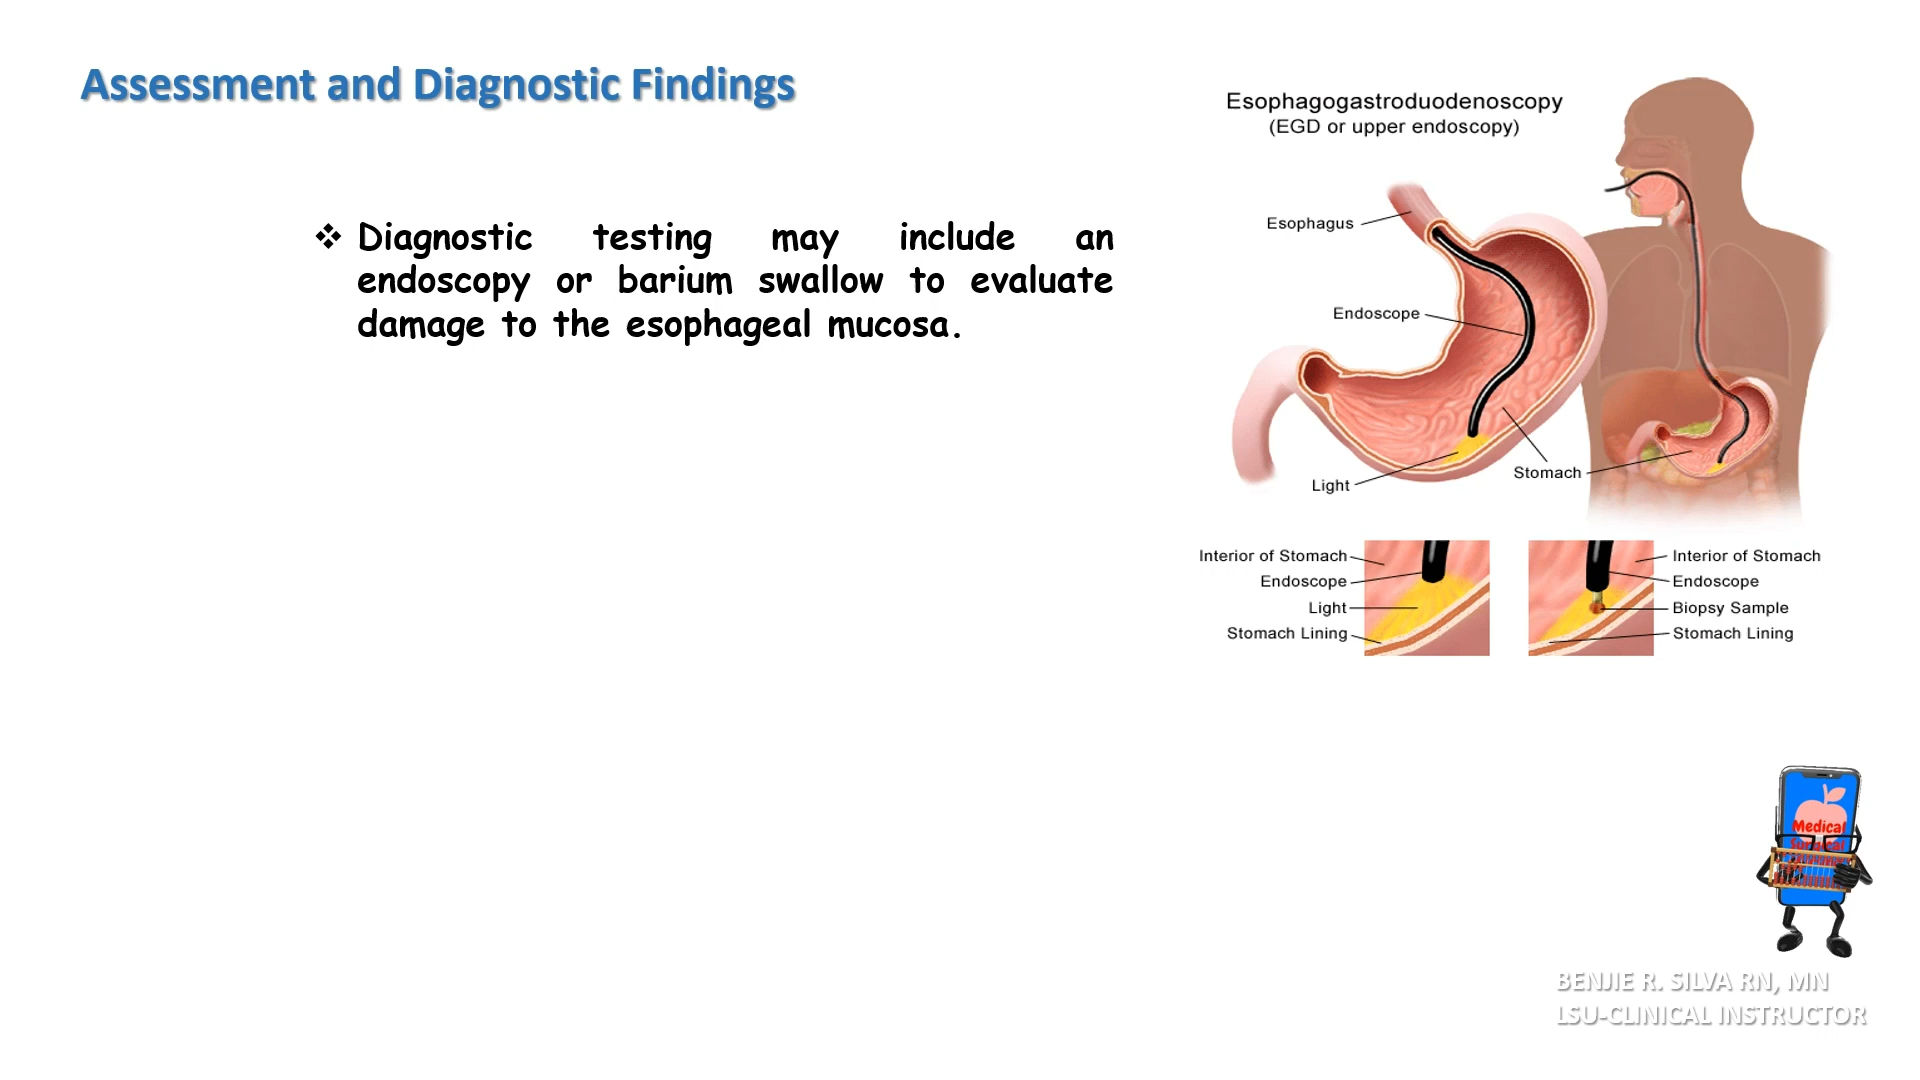 Assessment and Diagnostic Findings
❖ Diagnostic testing may include an
endoscopy or barium swallow to evaluate
damage to the esophageal mucosa.
Esophagogastroduodenoscopy
(EGD or upper endoscopy)
Esophagus
Endoscope
Light
Stomach
Interior of Stomach
Endoscope
Light
Stomach Lining
Interior of Stomach
Endoscope
Biopsy Sample
Stomach Lining
Medical
Surgical
BENJIE R. SILVA RN, MN
LSU-CLINICAL INSTRUCTOR